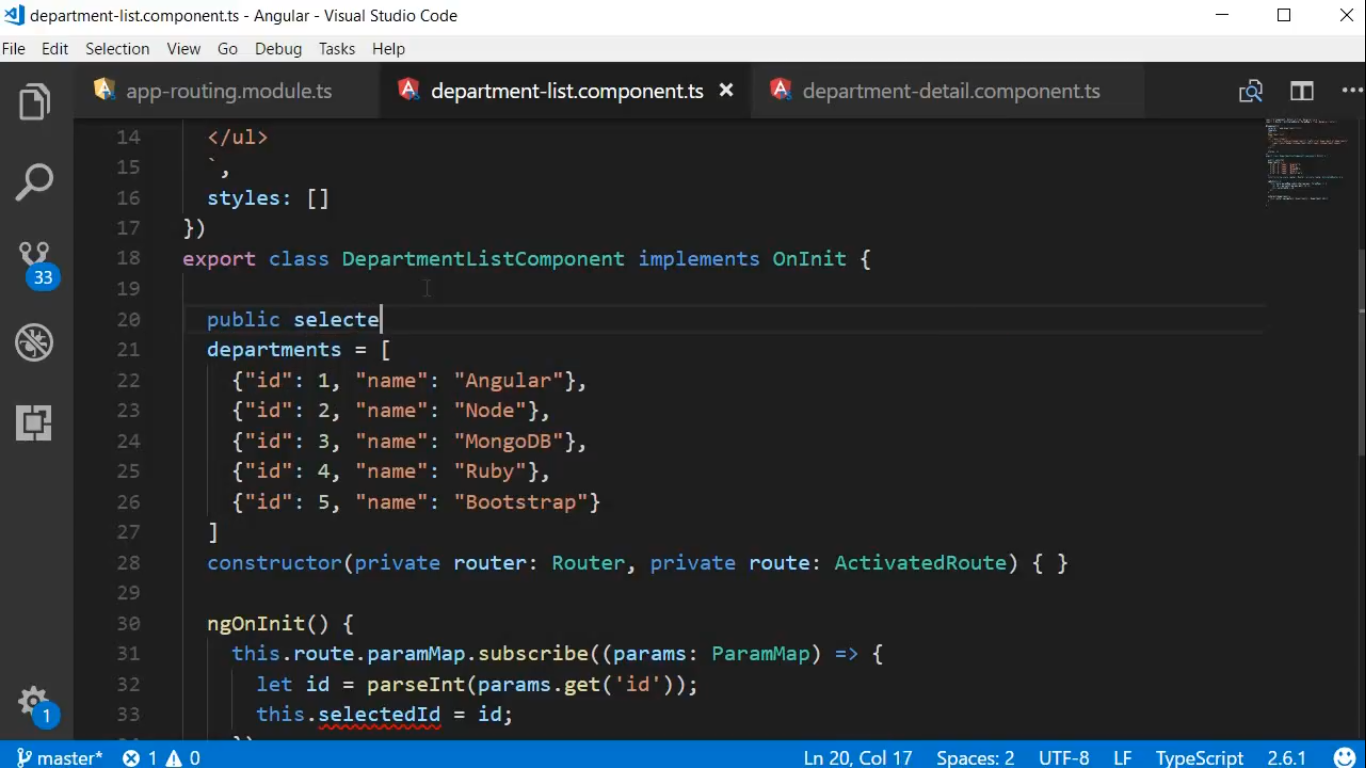 department-list.component.ts - Angular - Visual Studio Code
File Edit Selection View Go Debug Tasks Help
app-routing.module.ts department-list.component.ts × department-detail.component.ts
14 </ul>
15 `,
16 styles: []
17 })
18 export class DepartmentListComponent implements OnInit {
19
20 public selecte
21 departments = [
22 {"id": 1, "name": "Angular"},
23 {"id": 2, "name": "Node"},
24 {"id": 3, "name": "MongoDB"},
25 {"id": 4, "name": "Ruby"},
26 {"id": 5, "name": "Bootstrap"}
27 ]
28 constructor(private router: Router, private route: ActivatedRoute) { }
29
30 ngOnInit() {
31 this.route.paramMap.subscribe((params: ParamMap) => {
32 let id = parseInt(params.get('id'));
33 this.selectedId = id;
33
1
master* 1 0 Ln 20, Col 17 Spaces: 2 UTF-8 LF TypeScript 2.6.1